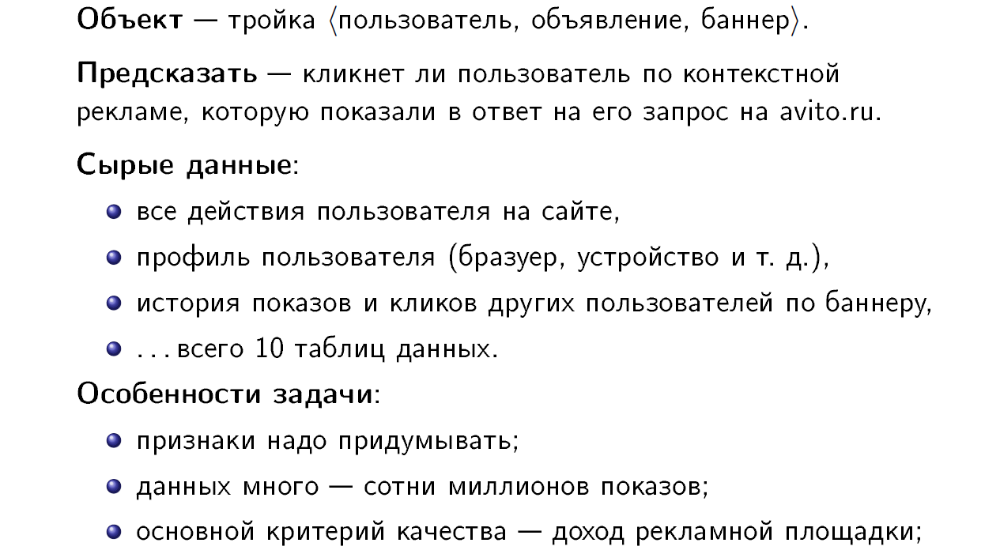 Объект — тройка ⟨пользователь, объявление, баннер⟩.
Предсказать — кликнет ли пользователь по контекстной
рекламе, которую показали в ответ на его запрос на avito.ru.
Сырые данные:
все действия пользователя на сайте,
профиль пользователя (бразуер, устройство и т. д.),
история показов и кликов других пользователей по баннеру,
. . . всего 10 таблиц данных.
Особенности задачи:
признаки надо придумывать;
данных много — сотни миллионов показов;
основной критерий качества — доход рекламной площадки;